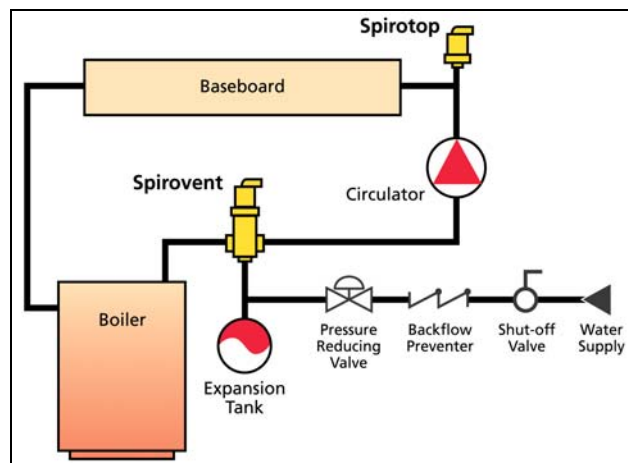 Spirotop
Baseboard
Spirovent
Circulator
Boiler
Pressure
Reducing
Valve
Backflow
Preventer
Shut-off
Valve
Water
Supply
Expansion
Tank